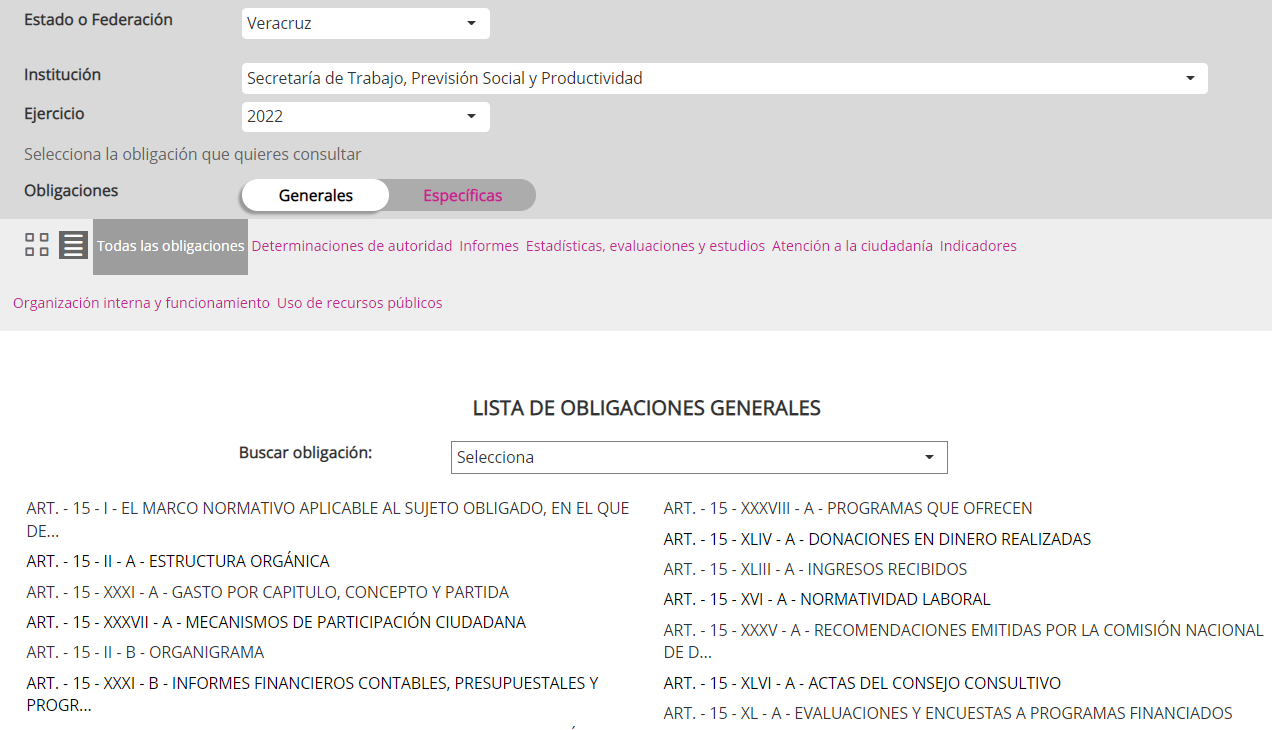 Estado o Federación
Veracruz
Institución
Secretaría de Trabajo, Previsión Social y Productividad
Ejercicio
2022
Selecciona la obligación que quieres consultar
Obligaciones
Generales
Específicas
Todas las obligaciones Determinaciones de autoridad Informes Estadísticas, evaluaciones y estudios Atención a la ciudadanía Indicadores
Organización interna y funcionamiento Uso de recursos públicos
LISTA DE OBLIGACIONES GENERALES
Buscar obligación:
Selecciona
ART. - 15 - I - EL MARCO NORMATIVO APLICABLE AL SUJETO OBLIGADO, EN EL QUE
DE...
ART. - 15 - II - A - ESTRUCTURA ORGÁNICA
ART. - 15 - XXXI - A - GASTO POR CAPITULO, CONCEPTO Y PARTIDA
ART. - 15 - XXXVII - A - MECANISMOS DE PARTICIPACIÓN CIUDADANA
ART. - 15 - II - B - ORGANIGRAMA
ART. - 15 - XXXI - B - INFORMES FINANCIEROS CONTABLES, PRESUPUESTALES Y
PROGR...
ART. - 15 - XXXVIII - A - PROGRAMAS QUE OFRECEN
ART. - 15 - XLIV - A - DONACIONES EN DINERO REALIZADAS
ART. - 15 - XLIII - A - INGRESOS RECIBIDOS
ART. - 15 - XVI - A - NORMATIVIDAD LABORAL
ART. - 15 - XXXV - A - RECOMENDACIONES EMITIDAS POR LA COMISIÓN NACIONAL
DE D...
ART. - 15 - XLVI - A - ACTAS DEL CONSEJO CONSULTIVO
ART. - 15 - XL - A - EVALUACIONES Y ENCUESTAS A PROGRAMAS FINANCIADOS